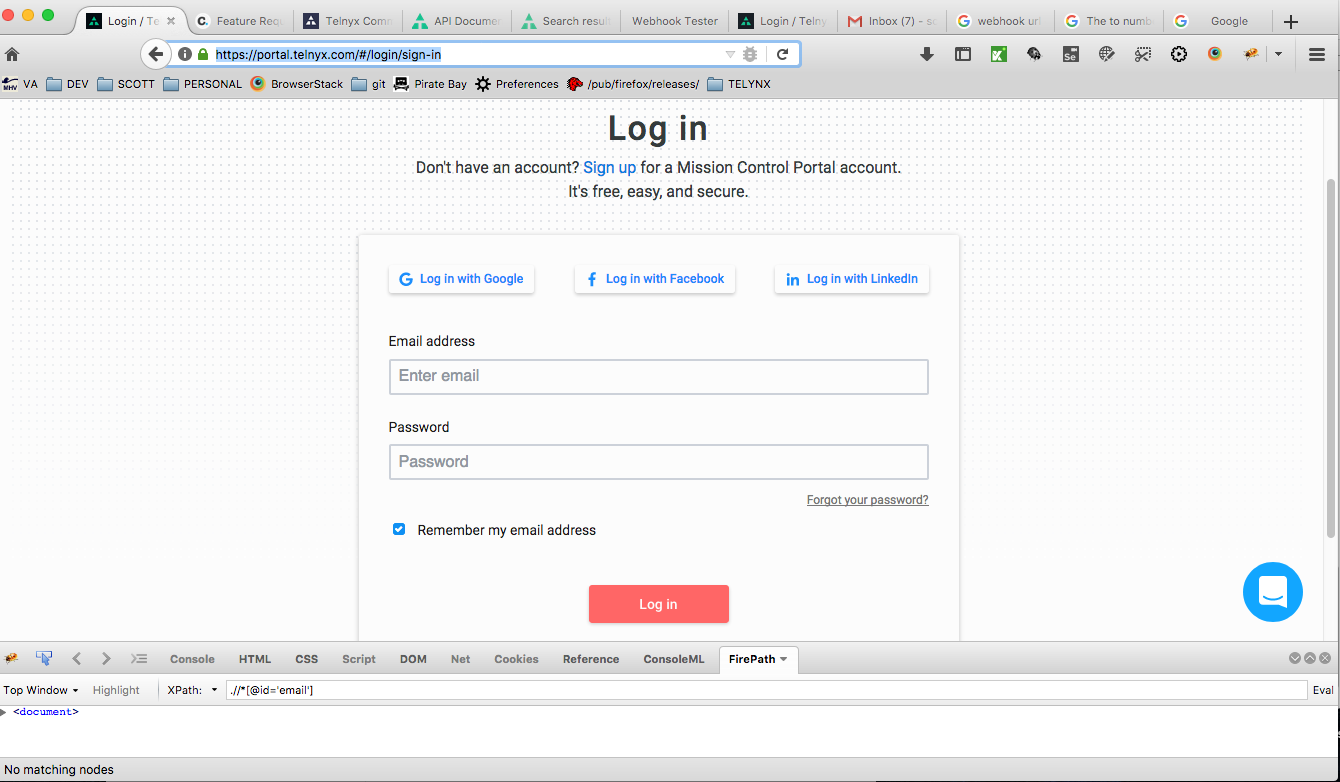 Login / Te
Feature Requ
Telnyx Comm
API Documen
Search result
Webhook Tester
Login / Telny
Inbox (7) - s
webhook url
The to numb
Google
https://portal.telnyx.com/#/login/sign-in
Se
MHV VA DEV SCOTT PERSONAL BrowserStack git Pirate Bay Preferences /pub/firefox/releases/ TELYNX
Log in
Don't have an account? Sign up for a Mission Control Portal account.
It's free, easy, and secure.
Log in with Google
Log in with Facebook
Log in with LinkedIn
Email address
Enter email
Password
Password
Forgot your password?
Remember my email address
Log in
Console HTML CSS Script DOM Net Cookies Reference ConsoleML FirePath
Top Window Highlight XPath: .//*[@id='email'] Eval
<document>
No matching nodes